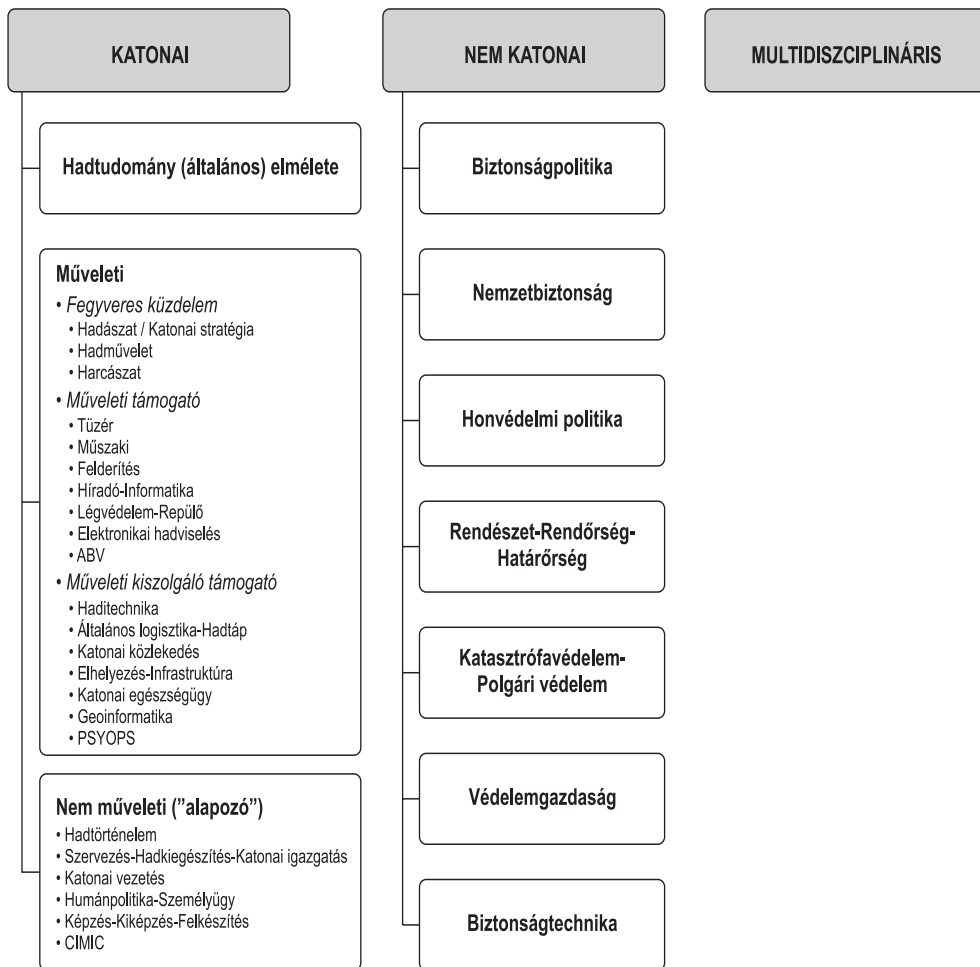 KATONAI
Hadtudomány (általános) elmélete
Műveleti
• Fegyveres küzdelem
• Hadászat / Katonai stratégia
• Hadművelet
• Harcászat
• Műveleti támogató
• Tüzér
• Műszaki
• Felderítés
• Híradó-Informatika
• Légvédelem-Repülő
• Elektronikai hadviselés
• ABV
• Műveleti kiszolgáló támogató
• Haditechnika
• Általános logisztika-Hadtáp
• Katonai közlekedés
• Elhelyezés-Infrastruktúra
• Katonai egészségügy
• Geoinformatika
• PSYOPS
Nem műveleti (”alapozó”)
• Hadtörténelem
• Szervezés-Hadkiegészítés-Katonai igazgatás
• Katonai vezetés
• Humánpolitika-Személyügy
• Képzés-Kiképzés-Felkészítés
• CIMIC
NEM KATONAI
Biztonságpolitika
Nemzetbiztonság
Honvédelmi politika
Rendészet-Rendőrség-
Határőrség
Katasztrófavédelem-
Polgári védelem
Védelemgazdaság
Biztonságtechnika
MULTIDISZCIPLINÁRIS